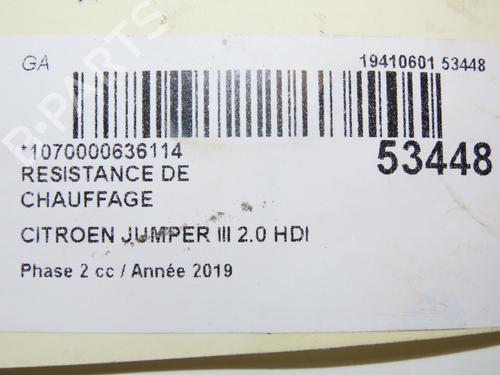 GA
19410601 53448
*1070000636114
53448
RESISTANCE DE
CHAUFFAGE
CITROEN JUMPER III 2.0 HDI
Phase 2 cc / Année 2019
B-PARTS